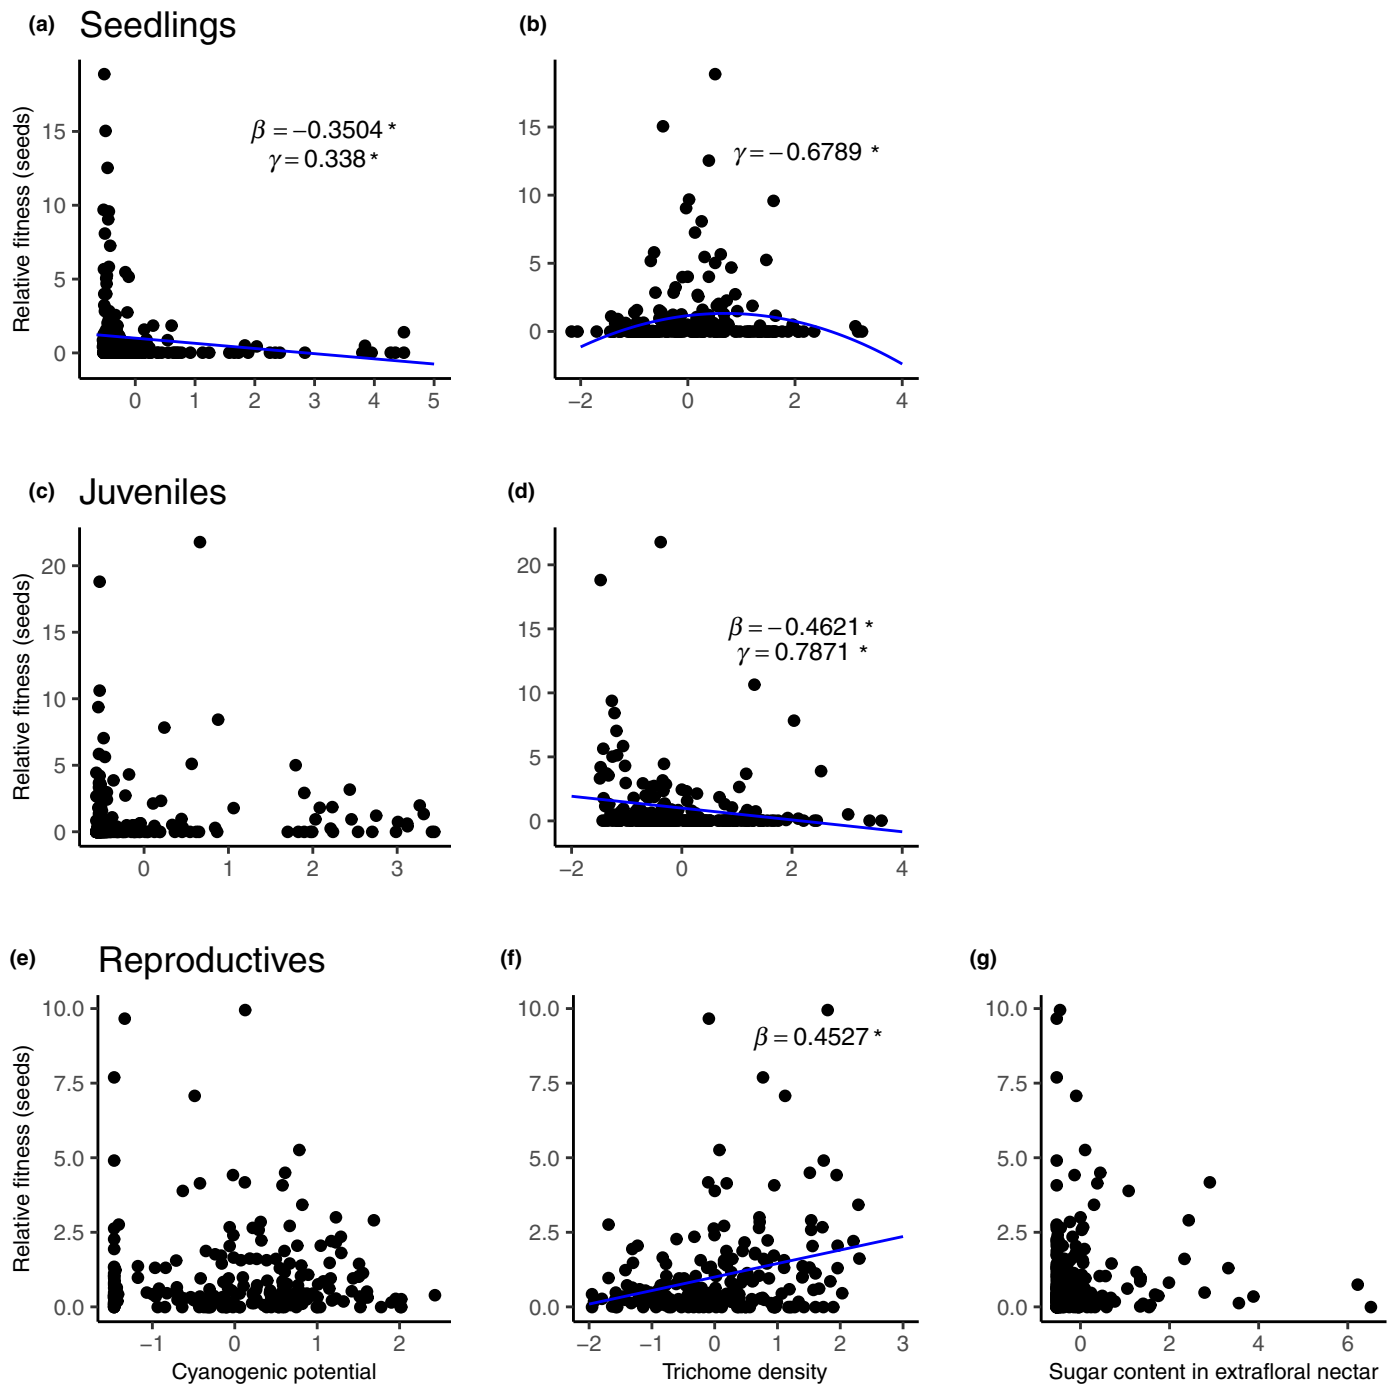 (a) Seedlings
(b)
Relative fitness (seeds)
15
10
5
0
β = −0.3504 *
γ = 0.338 *
0 1 2 3 4 5
15
10
5
0
γ = − 0.6789 *
−2 0 2 4
(c) Juveniles
(d)
Relative fitness (seeds)
20
15
10
5
0
0 1 2 3
20
15
10
5
0
β = − 0.4621 *
γ = 0.7871 *
−2 0 2 4
(e) Reproductives
(f)
(g)
Relative fitness (seeds)
10.0
7.5
5.0
2.5
0.0
−1 0 1 2
Cyanogenic potential
10.0
7.5
5.0
2.5
0.0
β = 0.4527 *
−2 −1 0 1 2 3
Trichome density
10.0
7.5
5.0
2.5
0.0
0 2 4 6
Sugar content in extrafloral nectar